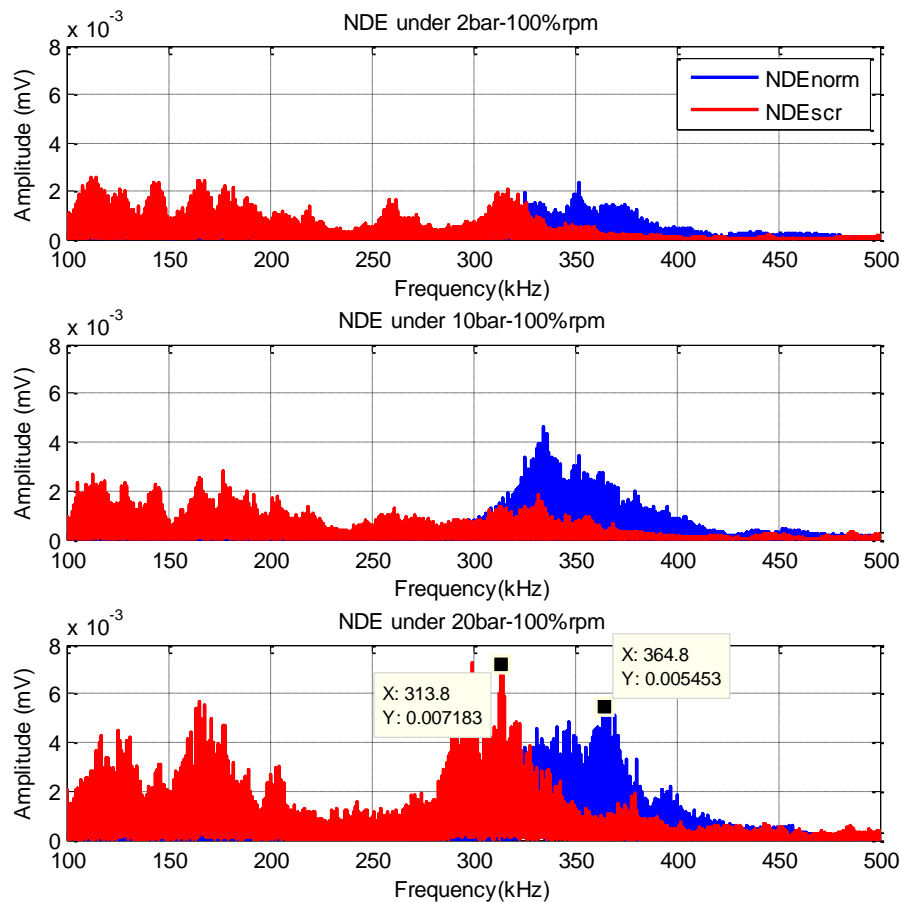 NDE under 2bar-100%rpm
x 10-3
8
6
4
2
0
Amplitude (mV)
NDEnorm
NDEscr
100 150 200 250 300 350 400 450 500
Frequency(kHz)
NDE under 10bar-100%rpm
x 10-3
8
6
4
2
0
Amplitude (mV)
100 150 200 250 300 350 400 450 500
Frequency(kHz)
NDE under 20bar-100%rpm
x 10-3
8
6
4
2
0
Amplitude (mV)
X: 313.8
Y: 0.007183
X: 364.8
Y: 0.005453
100 150 200 250 300 350 400 450 500
Frequency(kHz)